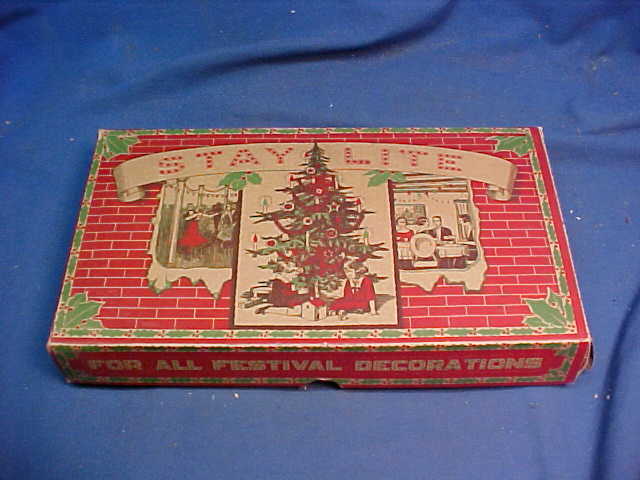 STAY LITE
FOR ALL FESTIVAL DECORATIONS